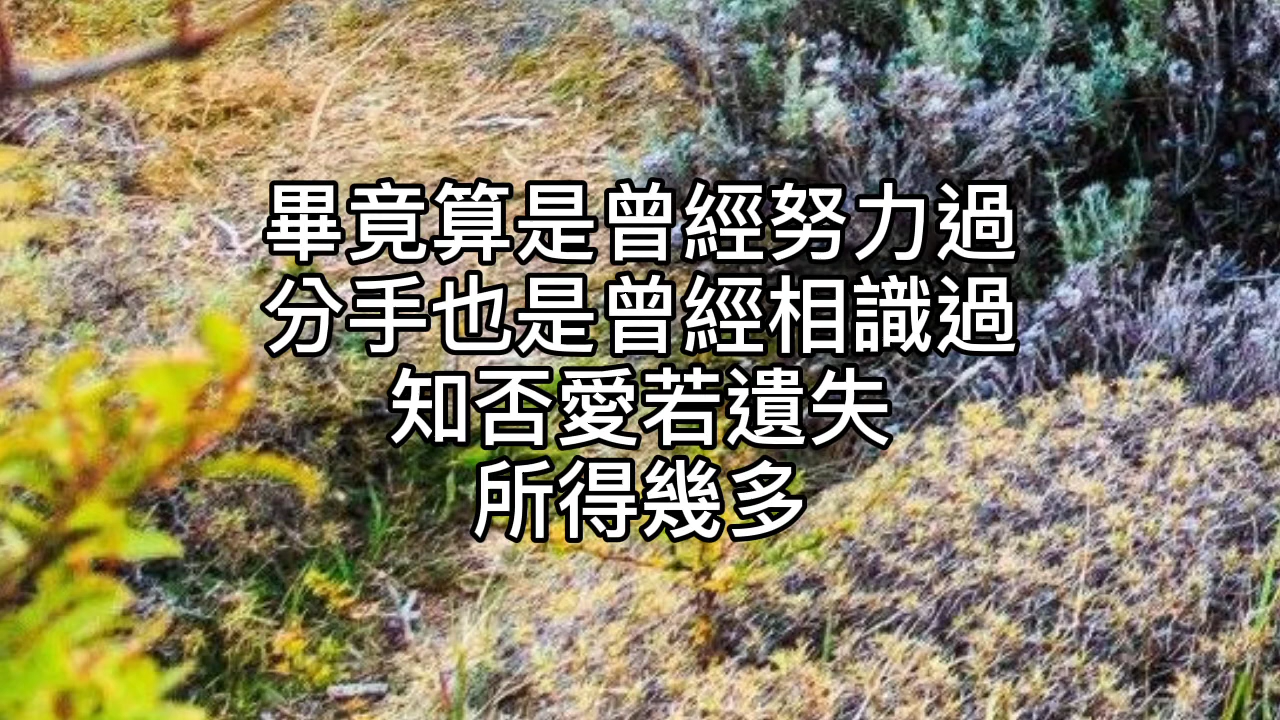 畢竟算是曾經努力過
分手也是曾經相識過
知否愛若遺失
所得幾多